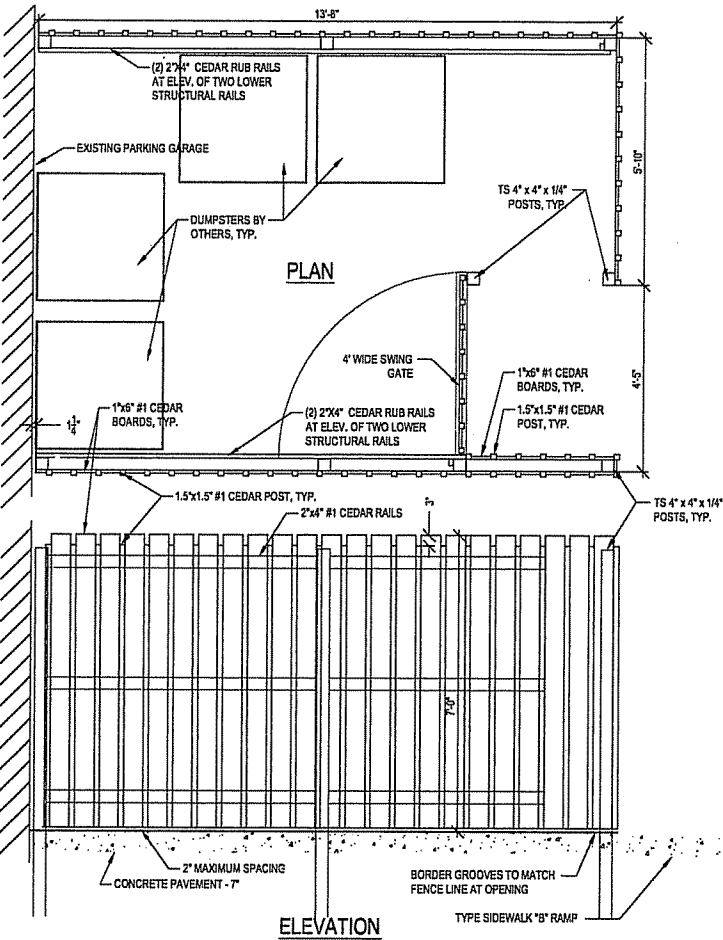 13'-8"
(2) 2"X4" CEDAR RUB RAILS
AT ELEV. OF TWO LOWER
STRUCTURAL RAILS
EXISTING PARKING GARAGE
5'-10"
TS 4" x 4" x 1/4"
POSTS, TYP.
DUMPSTERS BY
OTHERS, TYP.
PLAN
4' WIDE SWING
GATE
4'-5"
1"x6" #1 CEDAR
BOARDS, TYP.
1.5"x1.5" #1 CEDAR
POST, TYP.
1"x6" #1 CEDAR
BOARDS, TYP.
1 1/4"
(2) 2"X4" CEDAR RUB RAILS
AT ELEV. OF TWO LOWER
STRUCTURAL RAILS
1.5"x1.5" #1 CEDAR POST, TYP.
2"x4" #1 CEDAR RAILS
3"
TS 4" x 4" x 1/4"
POSTS, TYP.
7'-0"
2" MAXIMUM SPACING
CONCRETE PAVEMENT - 7"
BORDER GROOVES TO MATCH
FENCE LINE AT OPENING
TYPE SIDEWALK "B" RAMP
ELEVATION